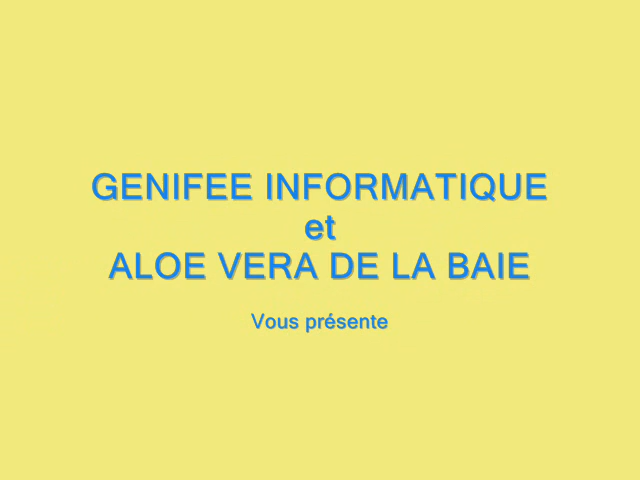 GENIFEE INFORMATIQUE
et
ALOE VERA DE LA BAIE
Vous présente